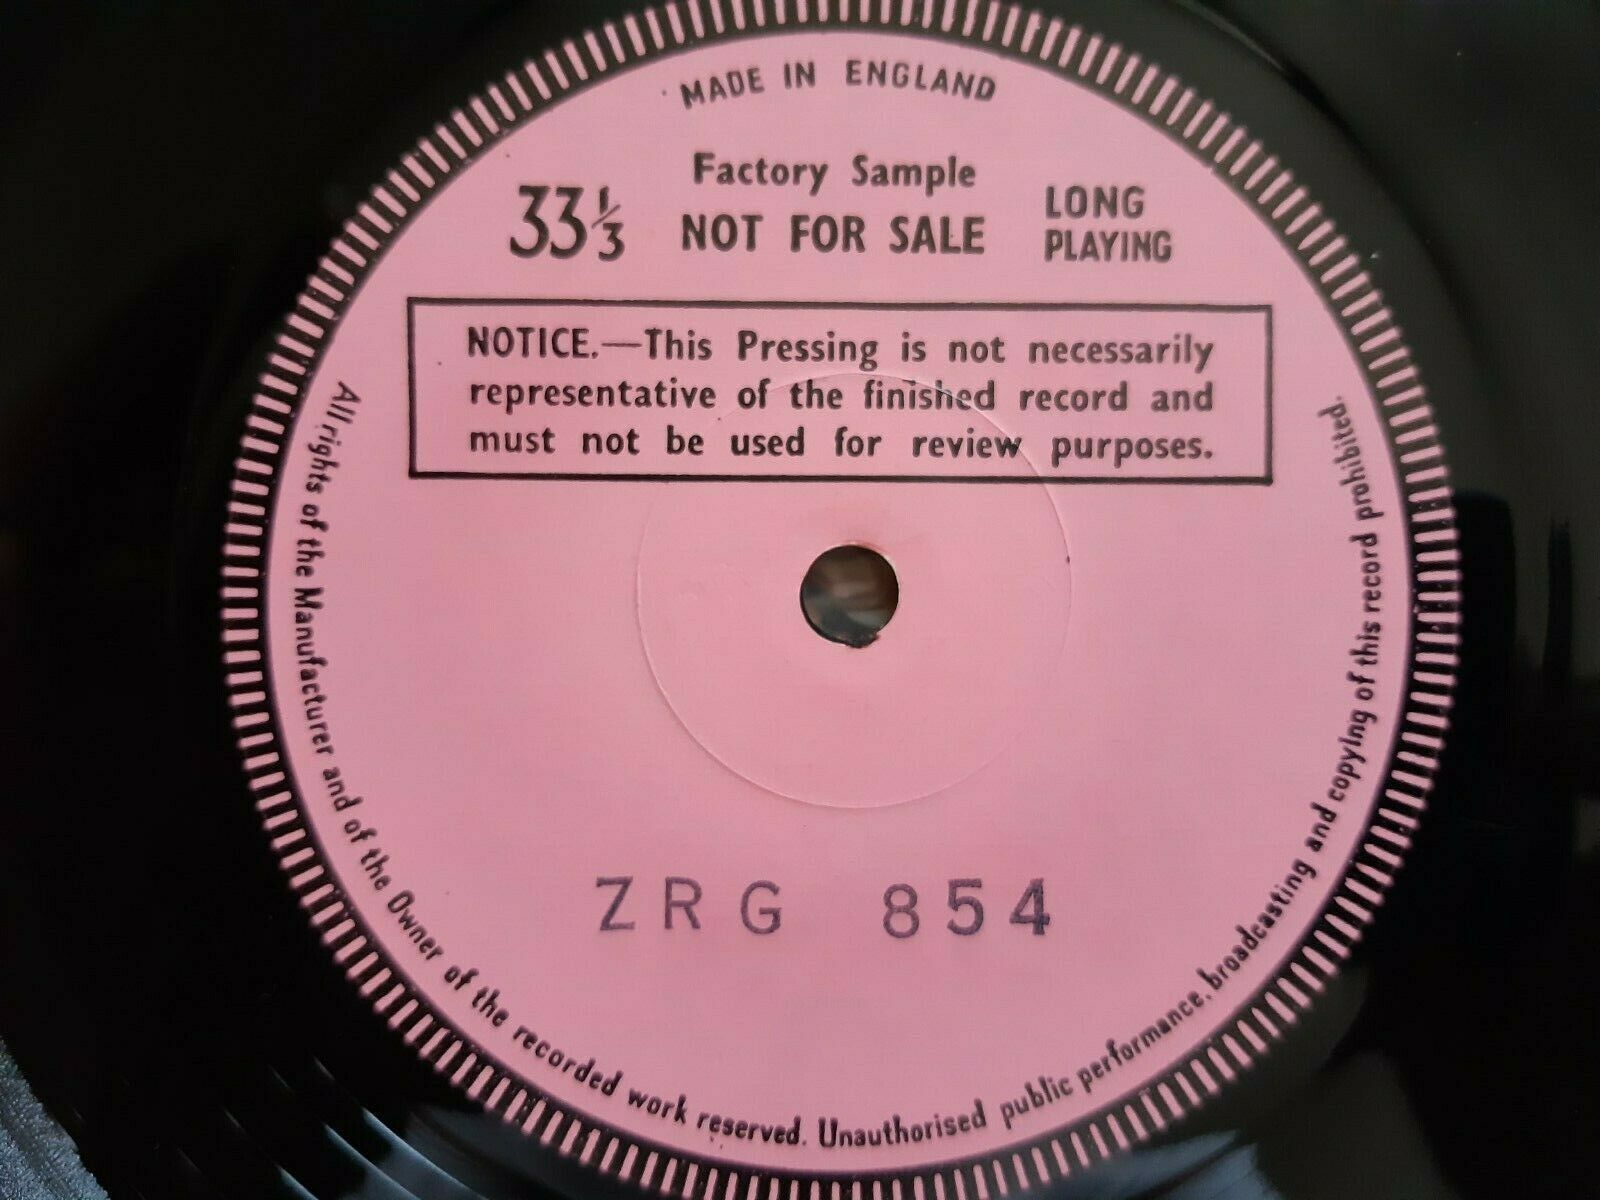 MADE IN ENGLAND
Factory Sample
33⅓ NOT FOR SALE LONG PLAYING
NOTICE.—This Pressing is not necessarily
representative of the finished record and
must not be used for review purposes.
ZRG 854
All rights of the Manufacturer and of the Owner of the recorded work reserved. Unauthorised public performance, broadcasting and copying of this record prohibited.